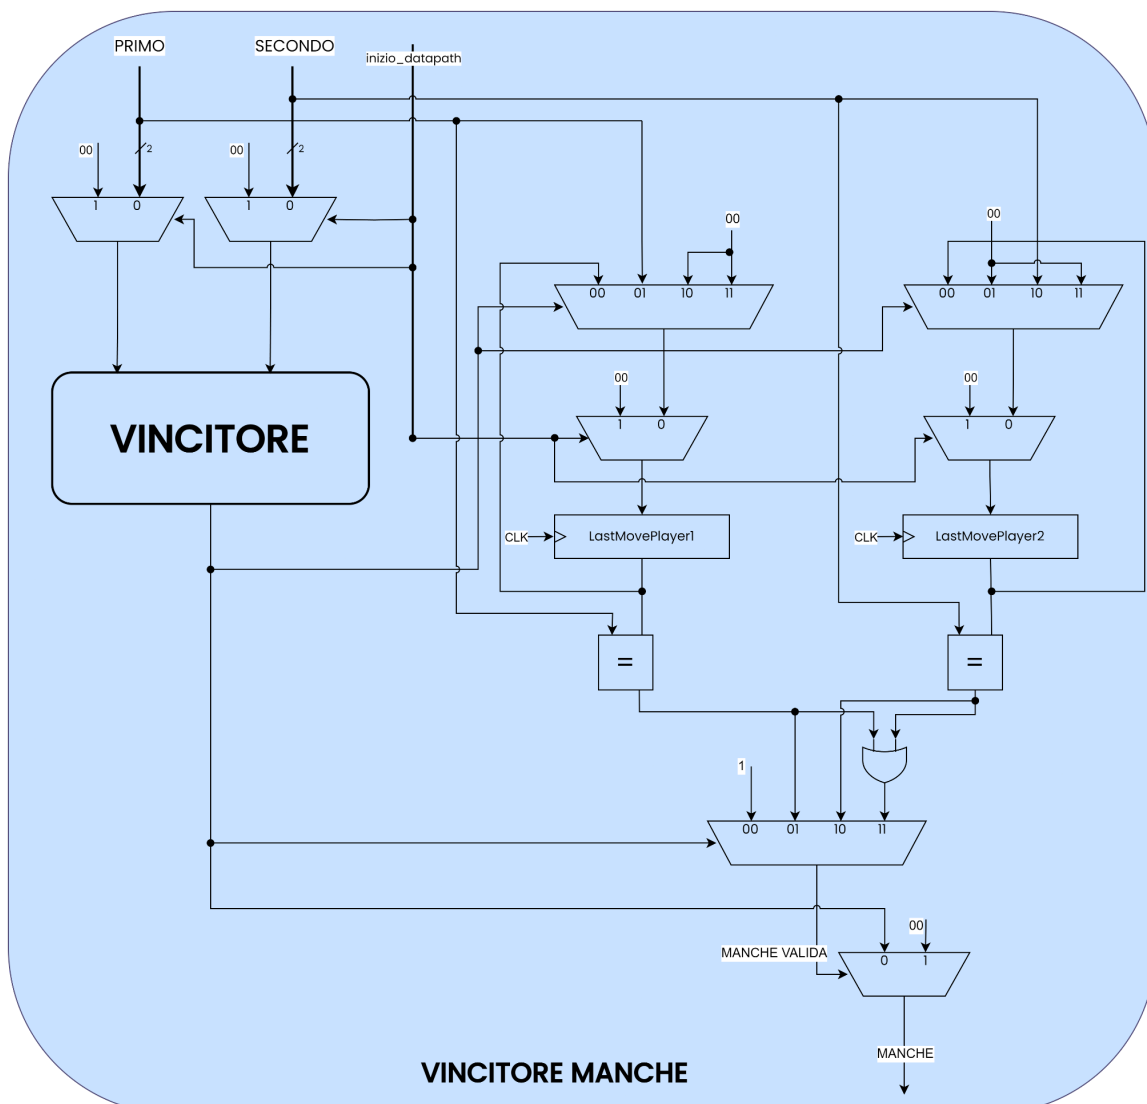 PRIMO
SECONDO
inizio_datapath
00
2
00
2
1 0
1 0
00
00
00 01 10 11
00 01 10 11
00
00
1 0
1 0
VINCITORE
CLK
LastMovePlayer1
CLK
LastMovePlayer2
=
=
1
00 01 10 11
00
MANCHE VALIDA
0 1
MANCHE
VINCITORE MANCHE